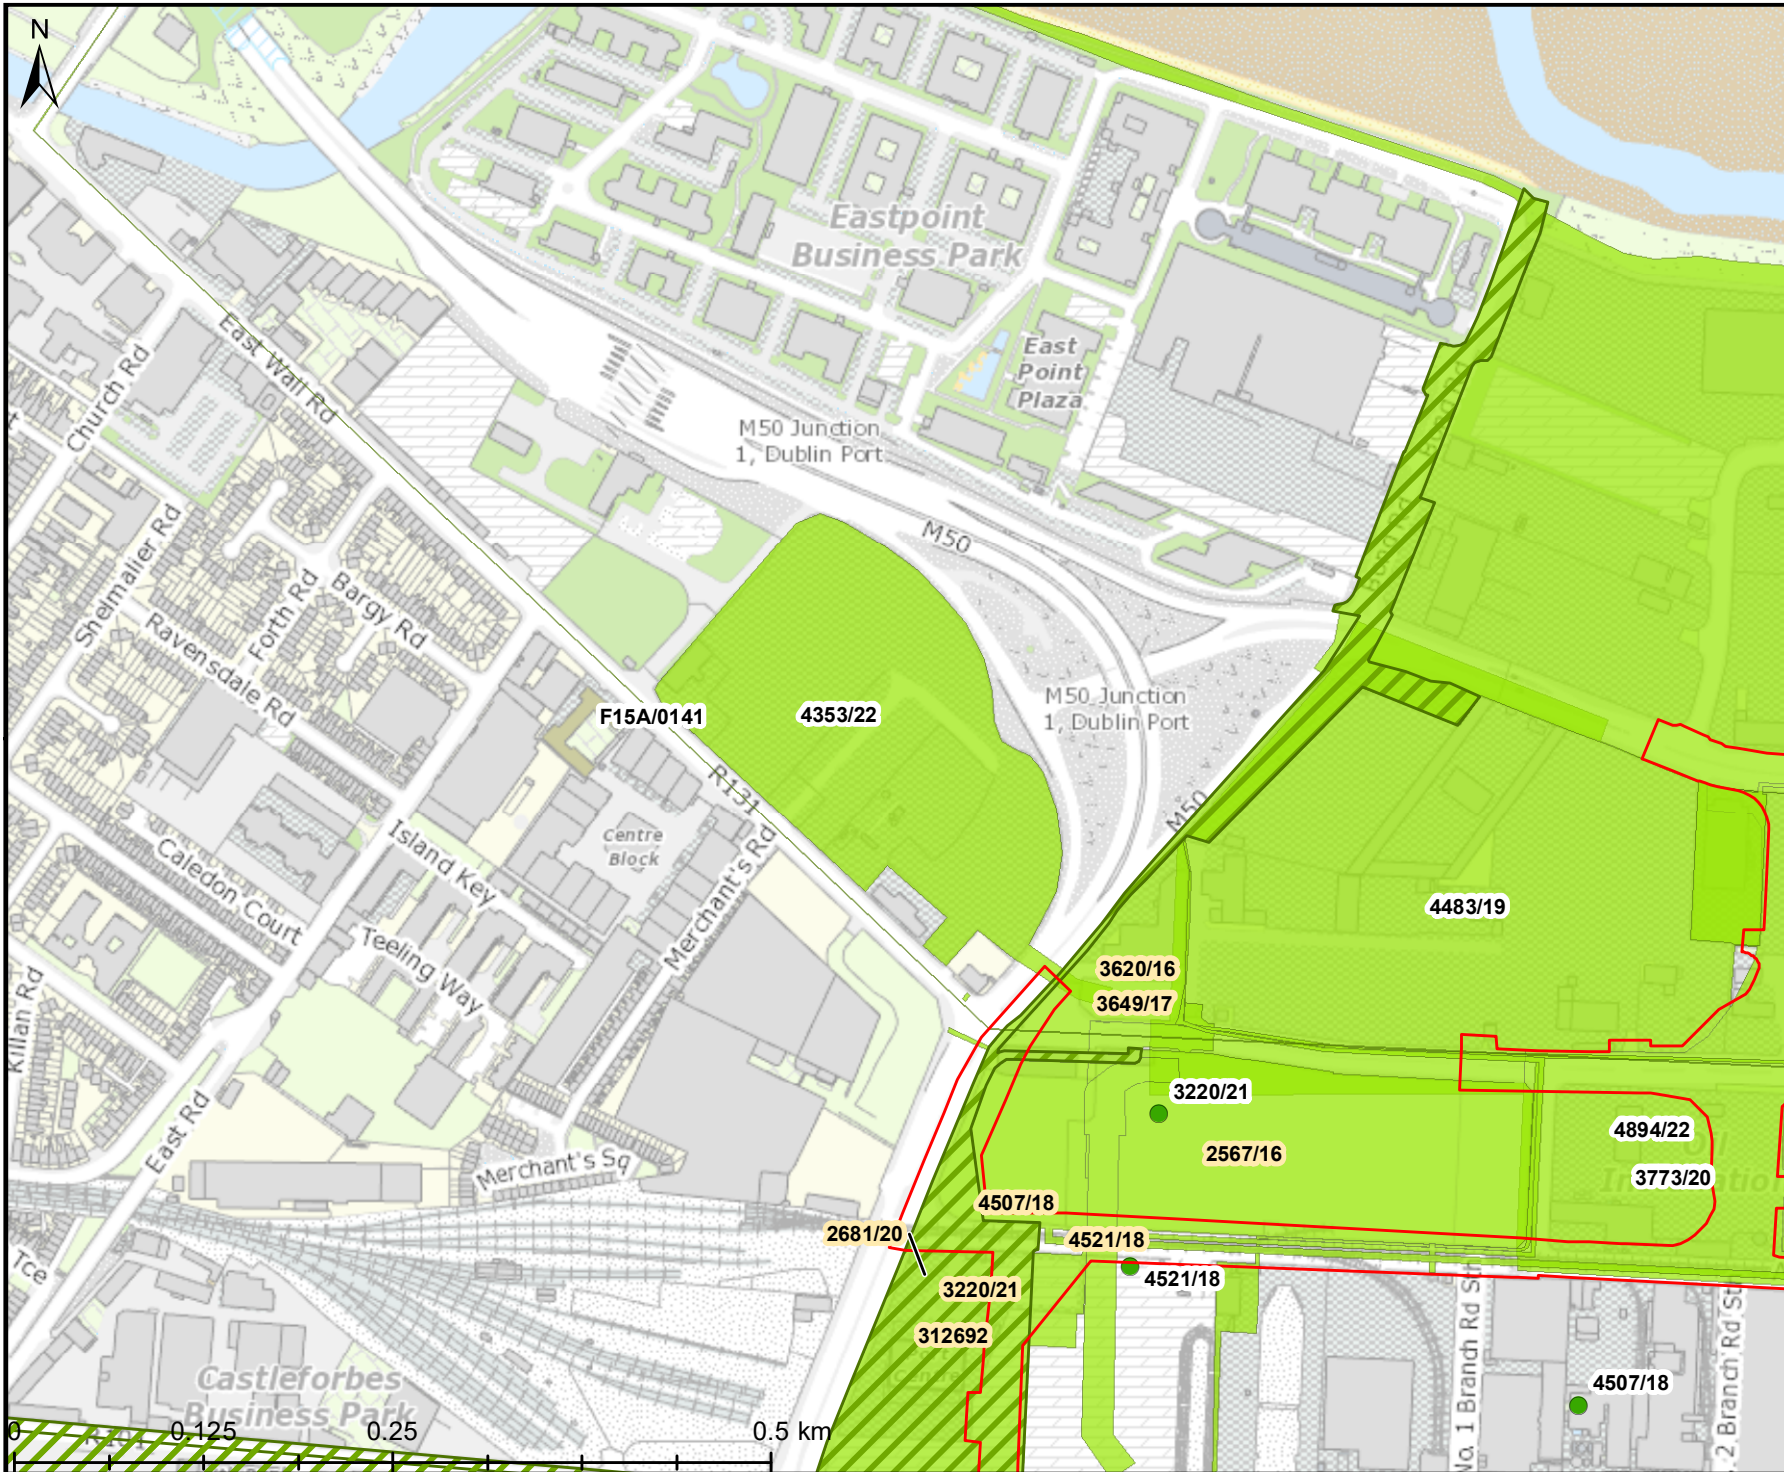 N
Eastpoint
Business Park
East
Point
Plaza
Church Rd
East Wall Rd
M50 Junction
1, Dublin Port
M50
Shelmalier Rd
Forth Rd
Bargy Rd
Ravensdale Rd
F15A/0141
4353/22
M50 Junction
1, Dublin Port
R131
M50
Centre
Block
Island Key
Merchant's Rd
Caledon Court
Teeling Way
4483/19
3620/16
3649/17
Killan Rd
East Rd
3220/21
2567/16
4894/22
Oil
3773/20
Merchant's Sq
4507/18
2681/20
4521/18
4521/18
3220/21
312692
Tce
No. 1 Branch Rd Sth
. 2 Branch Rd St
4507/18
Castleforbes
Business Park
0 0.125 0.25 0.5 km
R101